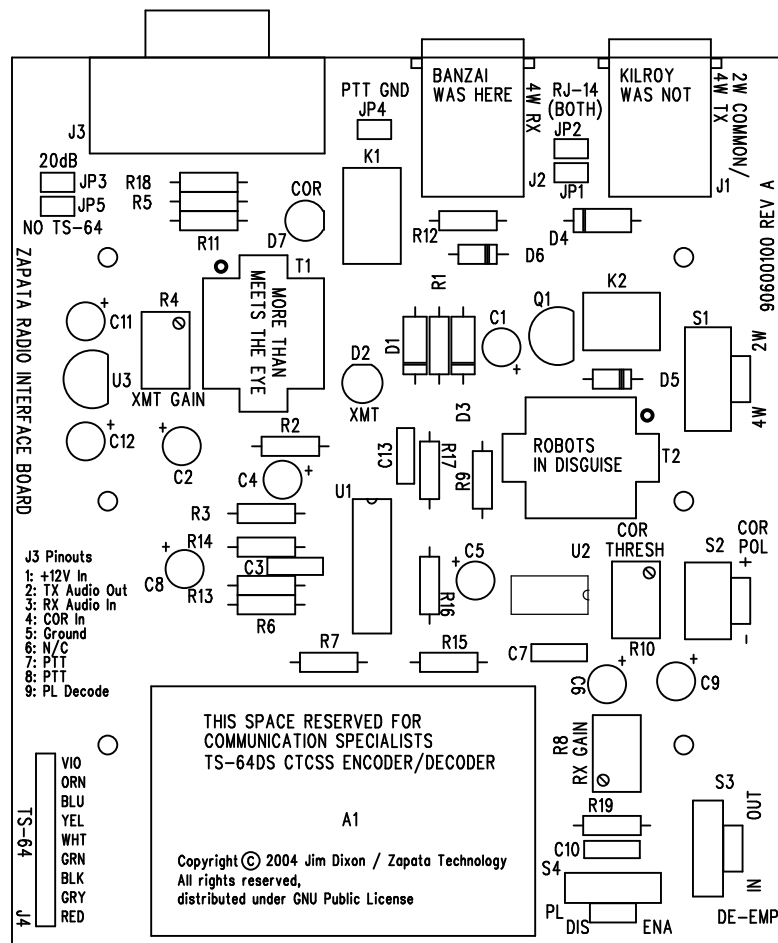 BANZAI
WAS HERE
KILROY
WAS NOT
4W RX
RJ-14
(BOTH)
4W TX
2W COMMON/
PTT GND
JP4
J3
JP2
JP1
J2
J1
20dB
JP3
JP5
NO TS-64
R18
R5
R11
COR
D7
K1
R12
D4
D6
90600100 REV A
ZAPATA RADIO INTERFACE BOARD
T1
MORE THAN
MEETS THE EYE
R1
Q1
K2
S1
2W
4W
+
C11
R4
XMT GAIN
U3
D2
XMT
D1
D3
C1
+
D5
+
C12
C2
R2
C4
+
C13
R17
R9
ROBOTS
IN DISGUISE
T2
R3
U1
R14
C3
R13
R6
+
C8
R16
+
C5
U2
COR
THRESH
R10
S2
COR
POL
+
-
J3 Pinouts
1: +12V In
2: TX Audio Out
3: RX Audio In
4: COR In
5: Ground
6: N/C
7: PTT
8: PTT
9: PL Decode
R7
R15
C7
+
C6
+
C9
THIS SPACE RESERVED FOR
COMMUNICATION SPECIALISTS
TS-64DS CTCSS ENCODER/DECODER
A1
Copyright © 2004 Jim Dixon / Zapata Technology
All rights reserved,
distributed under GNU Public License
R8
RX GAIN
TS-64
J4
VIO
ORN
BLU
YEL
WHT
GRN
BLK
GRY
RED
R19
C10
S4
PL
DIS
ENA
S3
OUT
IN
DE-EMP